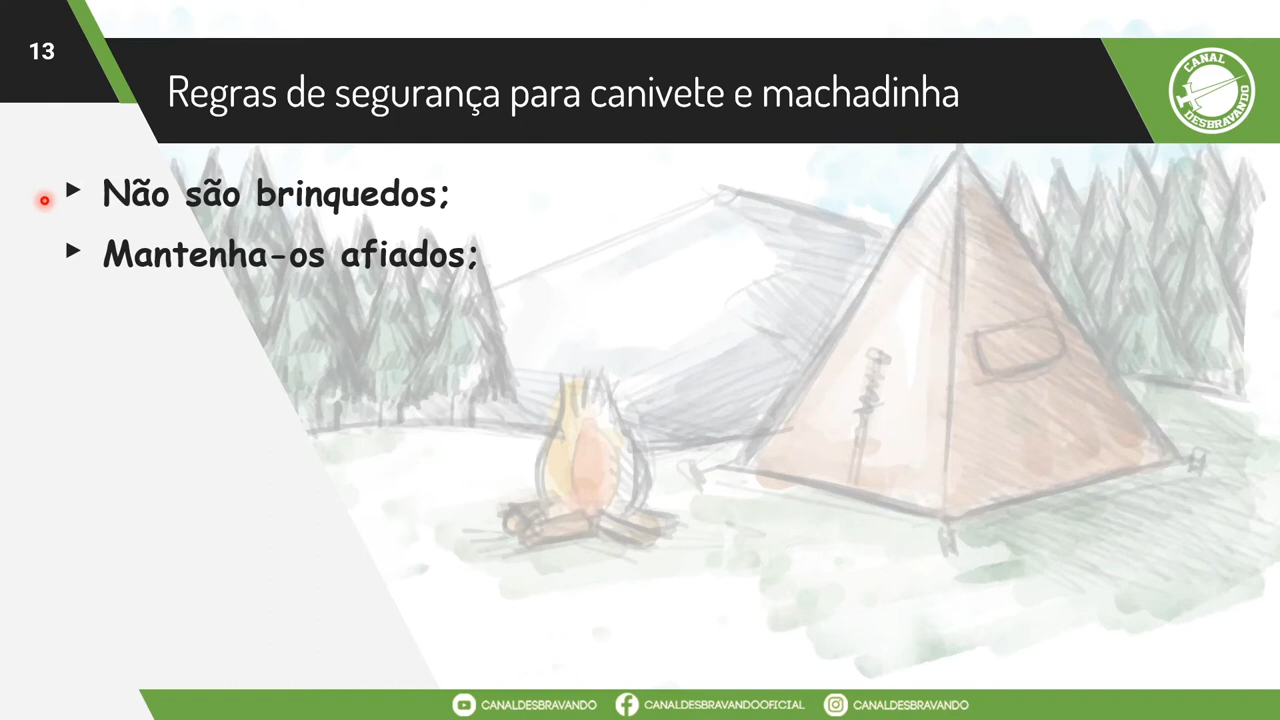 13
Regras de segurança para canivete e machadinha
CANAL
DESBRAVANDO
Não são brinquedos;
Mantenha-os afiados;
CANALDESBRAVANDO
CANALDESBRAVANDOOFICIAL
CANALDESBRAVANDO